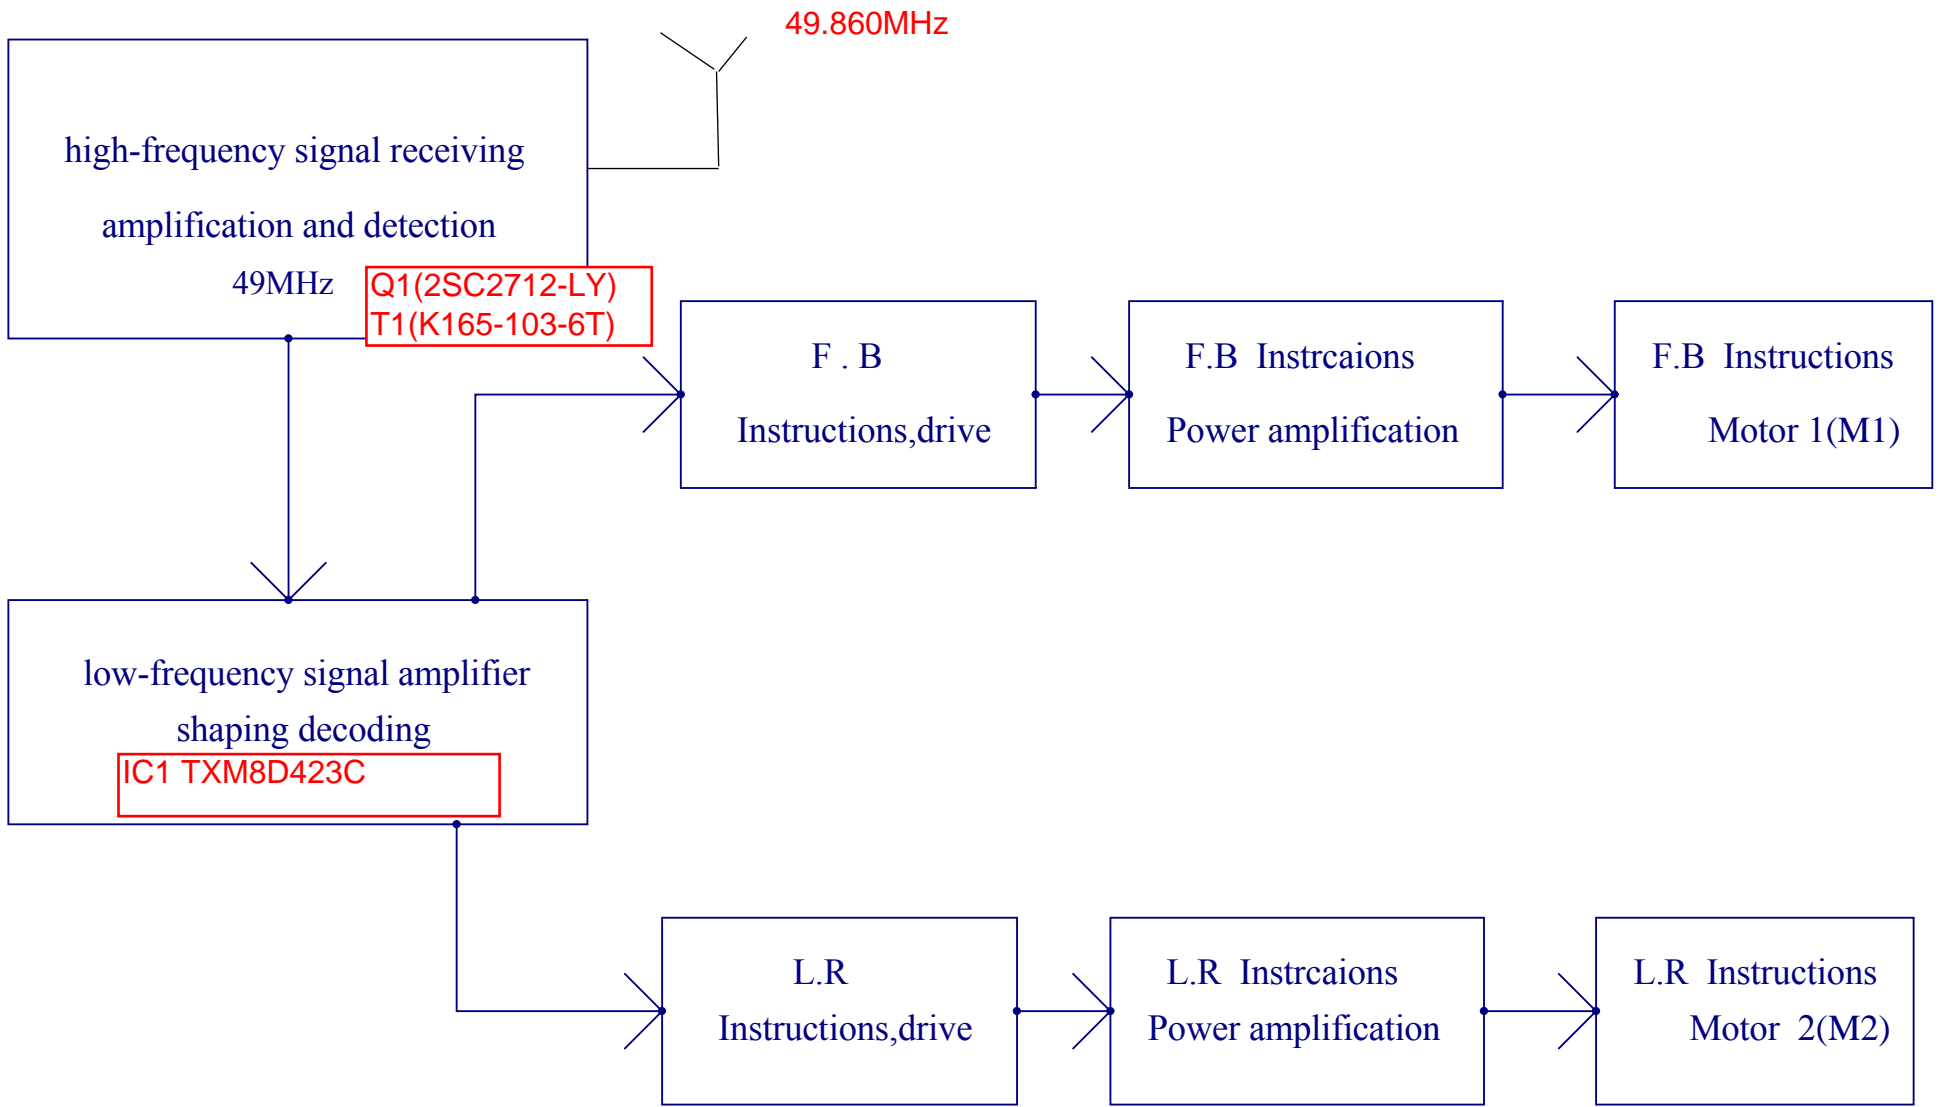 49.860MHz
high-frequency signal receiving
amplification and detection
49MHz
Q1(2SC2712-LY)
T1(K165-103-6T)
F . B
Instructions,drive
F.B Instrcaions
Power amplification
F.B Instructions
Motor 1(M1)
low-frequency signal amplifier
shaping decoding
IC1 TXM8D423C
L.R
Instructions,drive
L.R Instrcaions
Power amplification
L.R Instructions
Motor 2(M2)